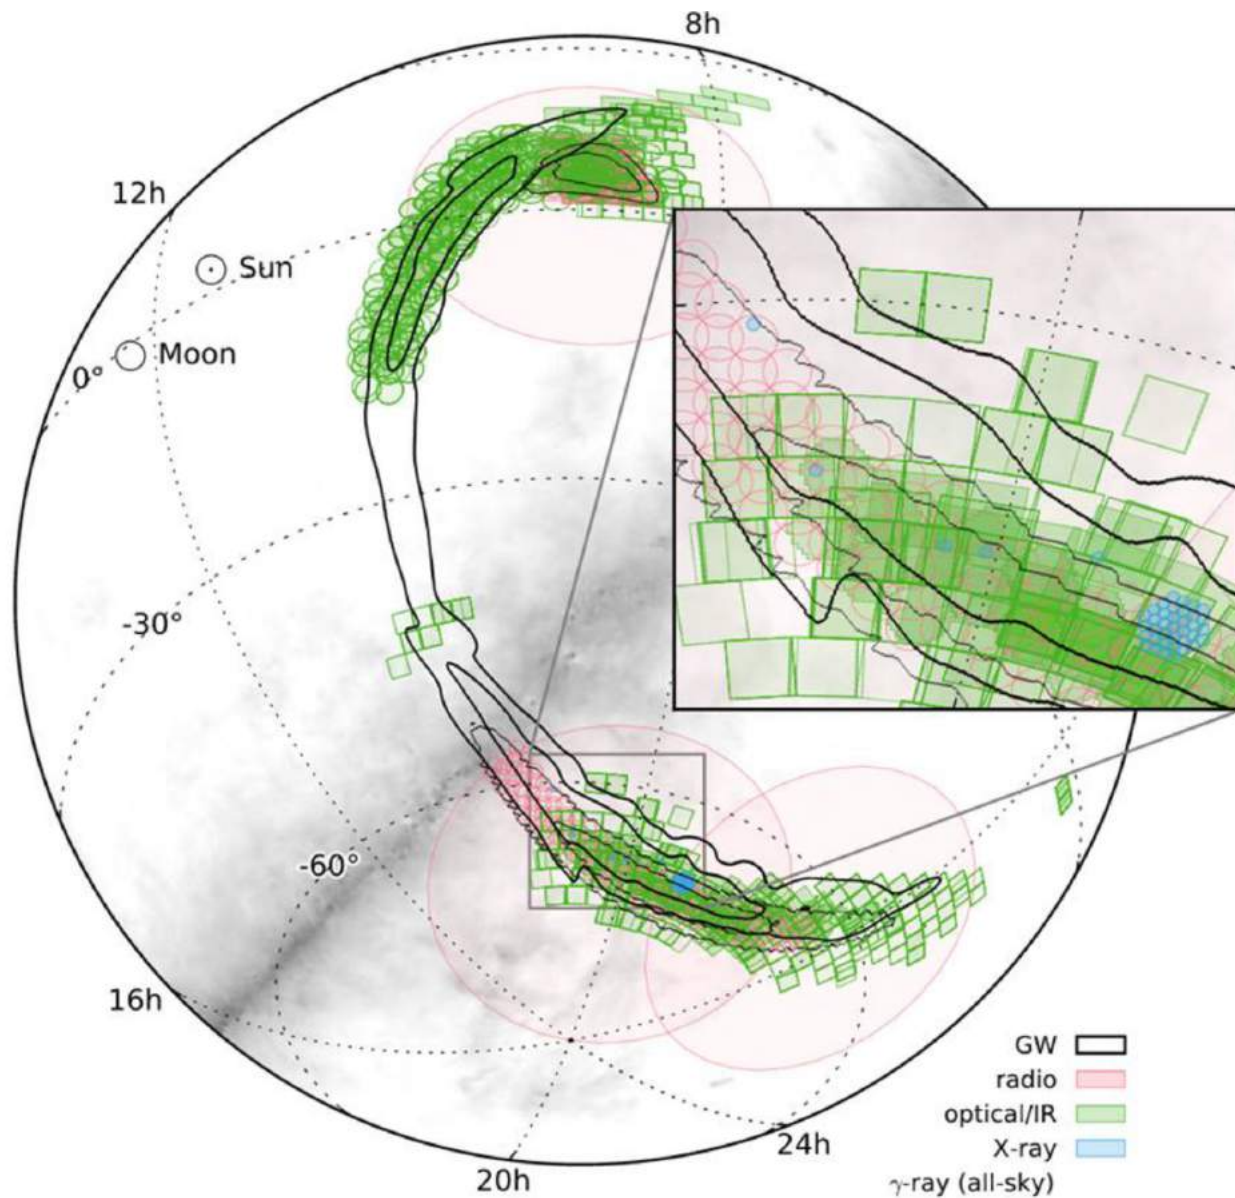 8h
12h
Sun
Moon
0°
-30°
-60°
16h
20h
24h
GW
radio
optical/IR
X-ray
γ-ray (all-sky)